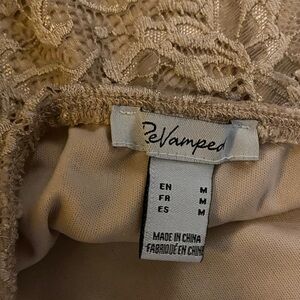 ReVamped
EN M
FR M
ES M
MADE IN CHINA
FABRIQUÉ EN CHINE